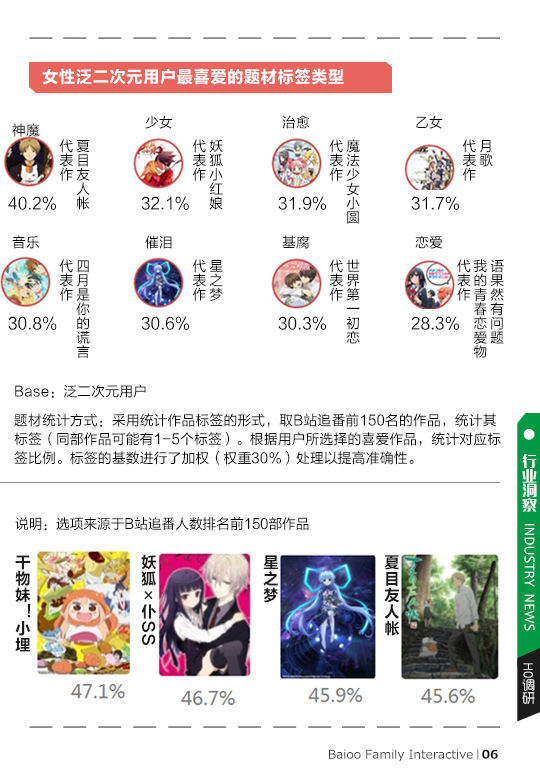 女性泛二次元用户最喜爱的题材标签类型
神魔
夏目友人帐
代表作
40.2%
少女
妖狐小红娘
代表作
32.1%
治愈
魔法少女小圆
代表作
31.9%
乙女
月歌
代表作
31.7%
音乐
四月是你的谎言
代表作
30.8%
催泪
星之梦
代表作
30.6%
基腐
世界第一初恋
代表作
30.3%
恋爱
我的青春恋爱物
语果然有问题
代表作
28.3%
Base：泛二次元用户
题材统计方式：采用统计作品标签的形式，取B站追番前150名的作品，统计其
标签（同部作品可能有1-5个标签）。根据用户所选择的喜爱作品，统计对应标
签比例。标签的基数进行了加权（权重30%）处理以提高准确性。
说明：选项来源于B站追番人数排名前150部作品
干物妹！小埋
47.1%
妖狐×仆SS
46.7%
星之梦
45.9%
夏目友人帐
45.6%
行业洞察 INDUSTRY NEWS
H0调研
Baioo Family Interactive | 06